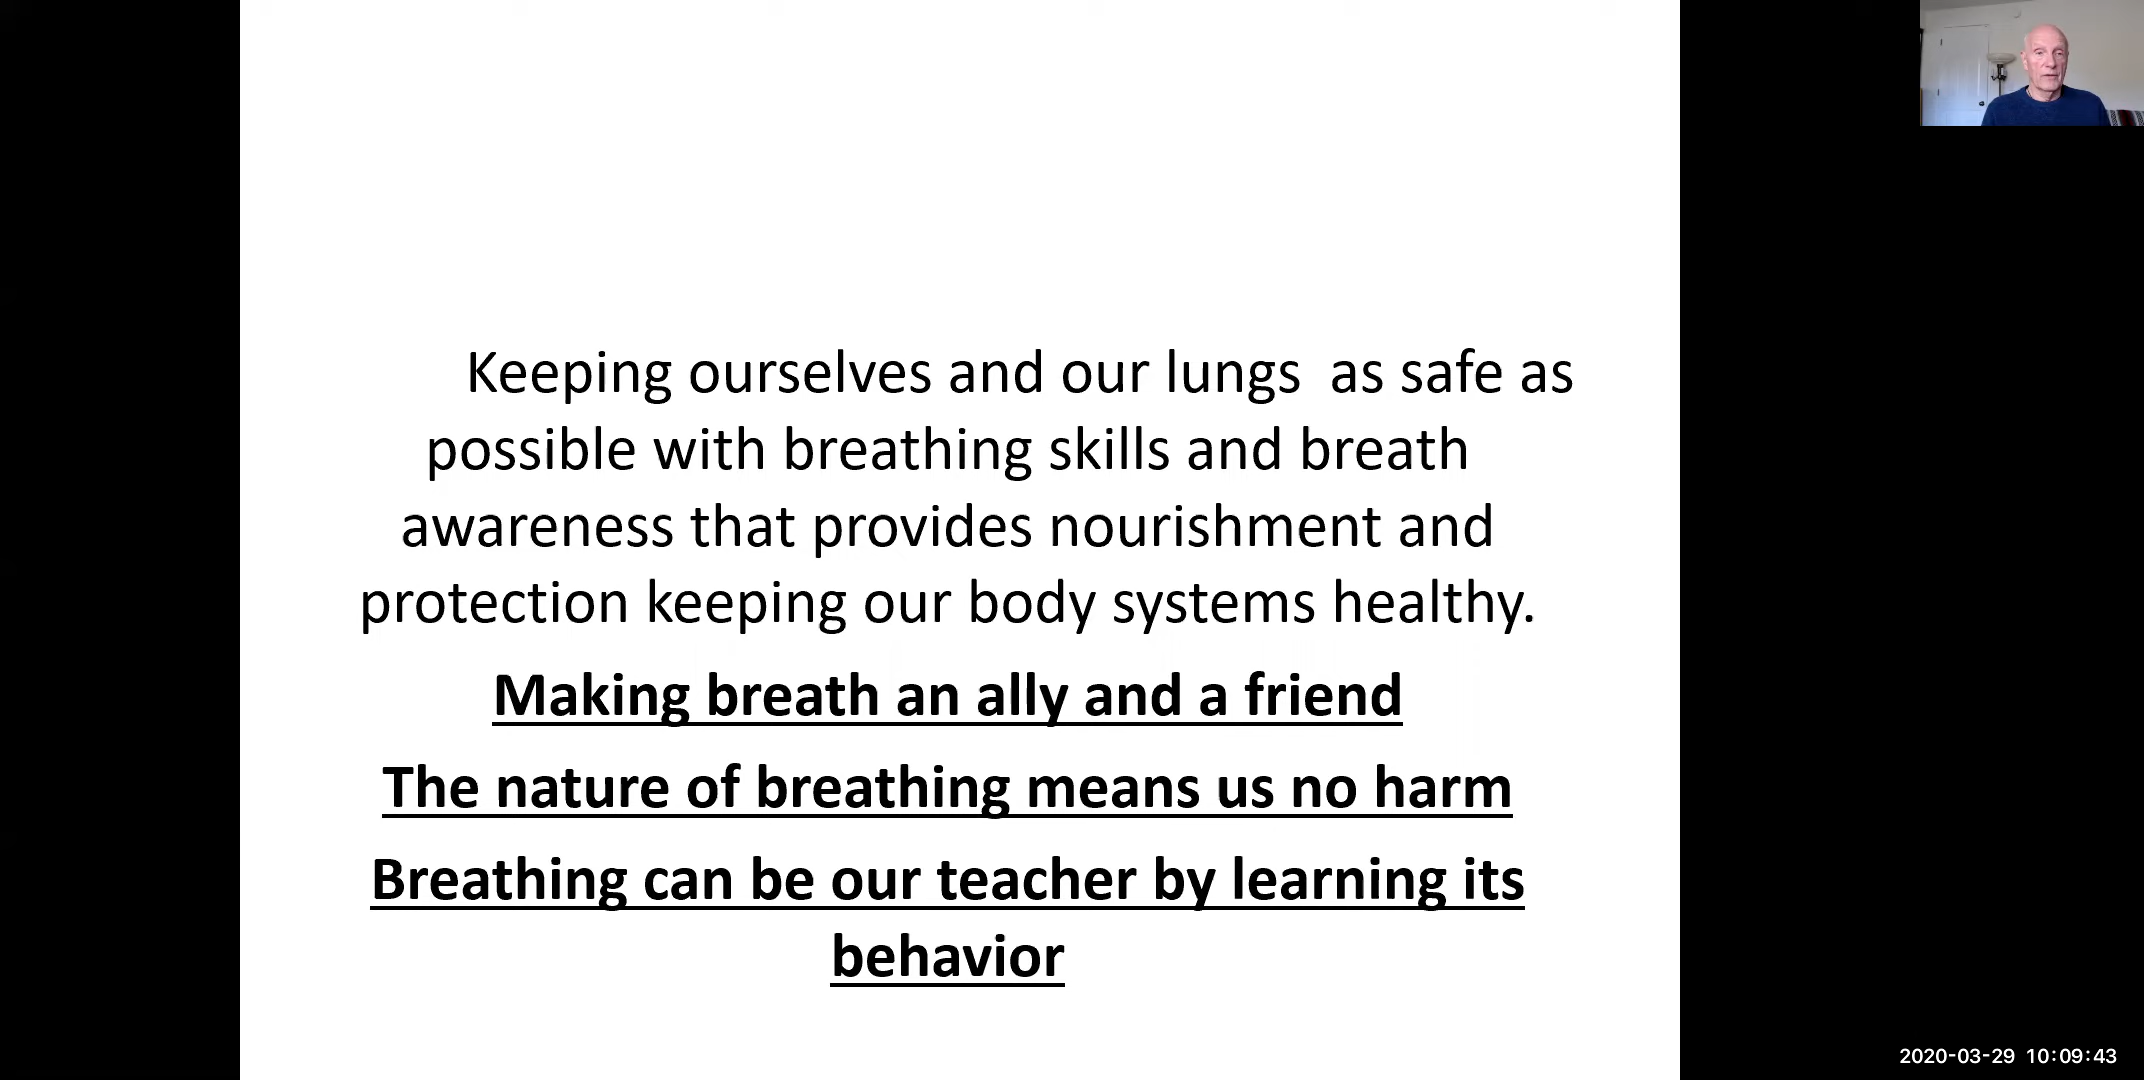 Keeping ourselves and our lungs  as safe as
possible with breathing skills and breath
awareness that provides nourishment and
protection keeping our body systems healthy.
Making breath an ally and a friend
The nature of breathing means us no harm
Breathing can be our teacher by learning its
behavior
2020-03-29 10:09:43